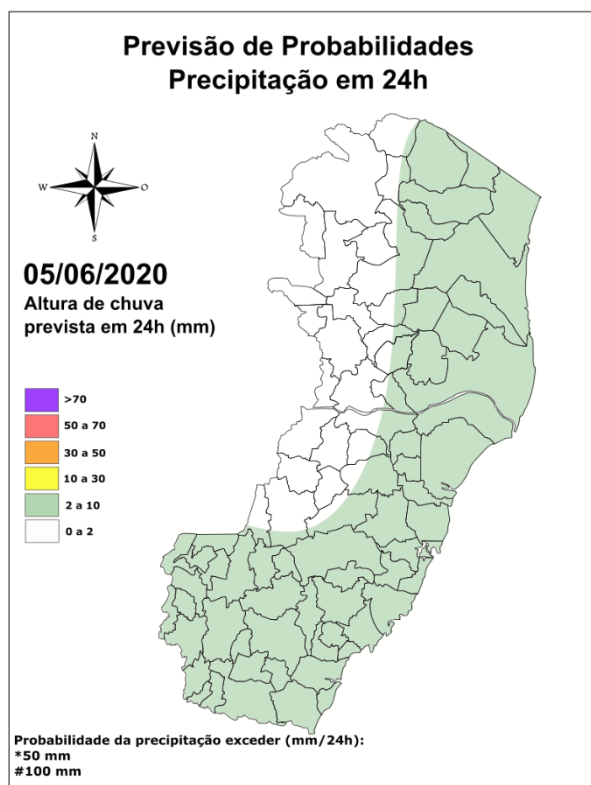 Previsão de Probabilidades
Precipitação em 24h
N
W
O
S
05/06/2020
Altura de chuva
prevista em 24h (mm)
>70
50 a 70
30 a 50
10 a 30
2 a 10
0 a 2
Probabilidade da precipitação exceder (mm/24h):
*50 mm
#100 mm